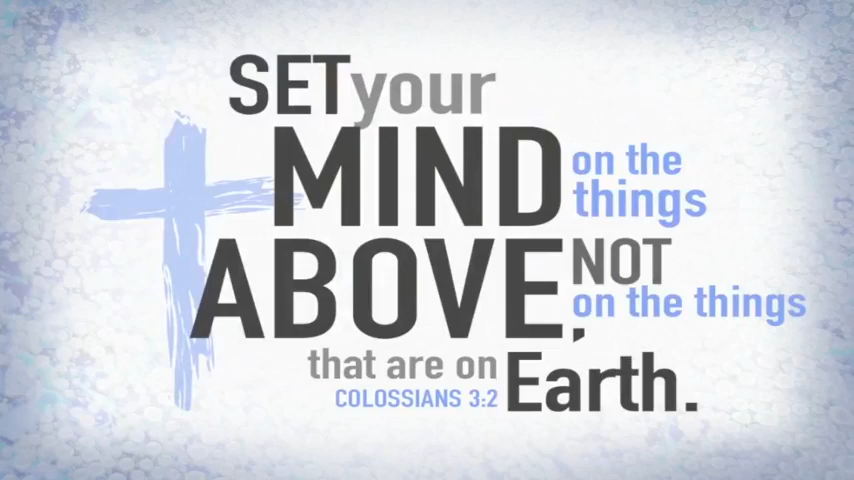 SET your
MIND on the
things
ABOVE, NOT
on the things
that are on Earth.
COLOSSIANS 3:2